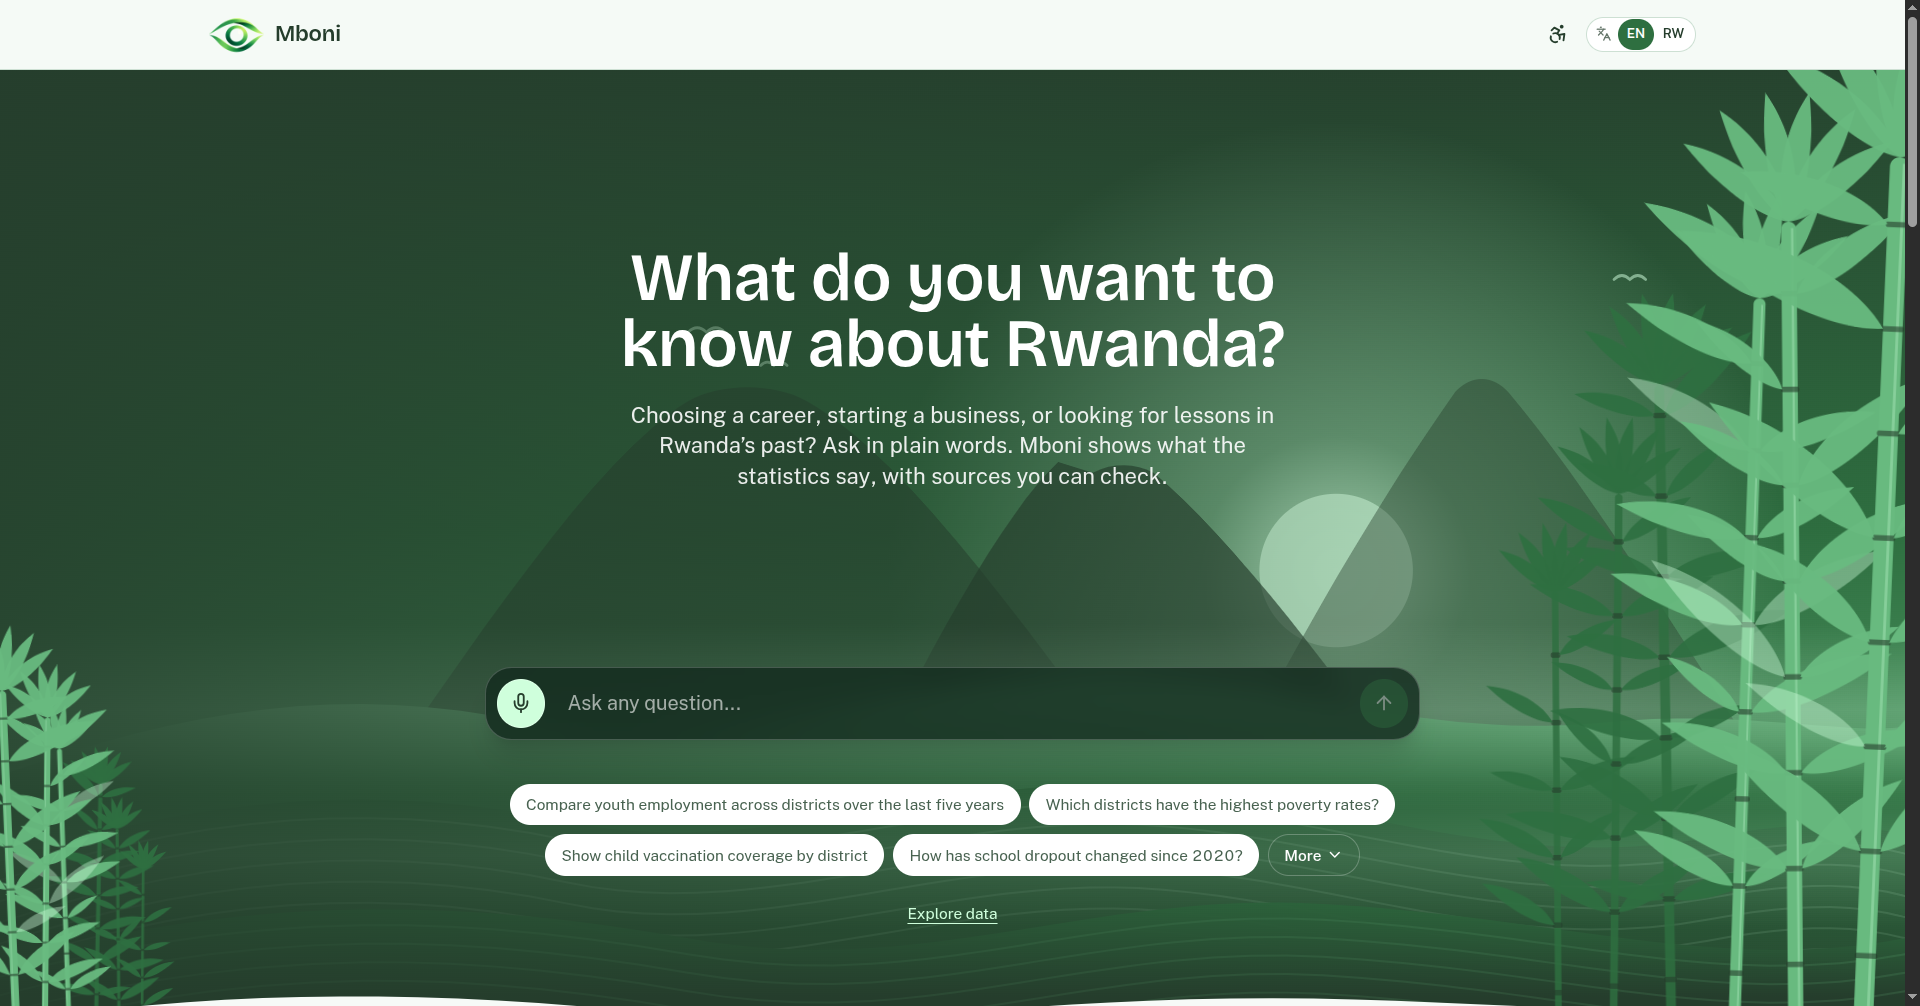 Mboni
EN
RW
What do you want to
know about Rwanda?
Choosing a career, starting a business, or looking for lessons in
Rwanda’s past? Ask in plain words. Mboni shows what the
statistics say, with sources you can check.
Ask any question...
Compare youth employment across districts over the last five years
Which districts have the highest poverty rates?
Show child vaccination coverage by district
How has school dropout changed since 2020?
More
Explore data